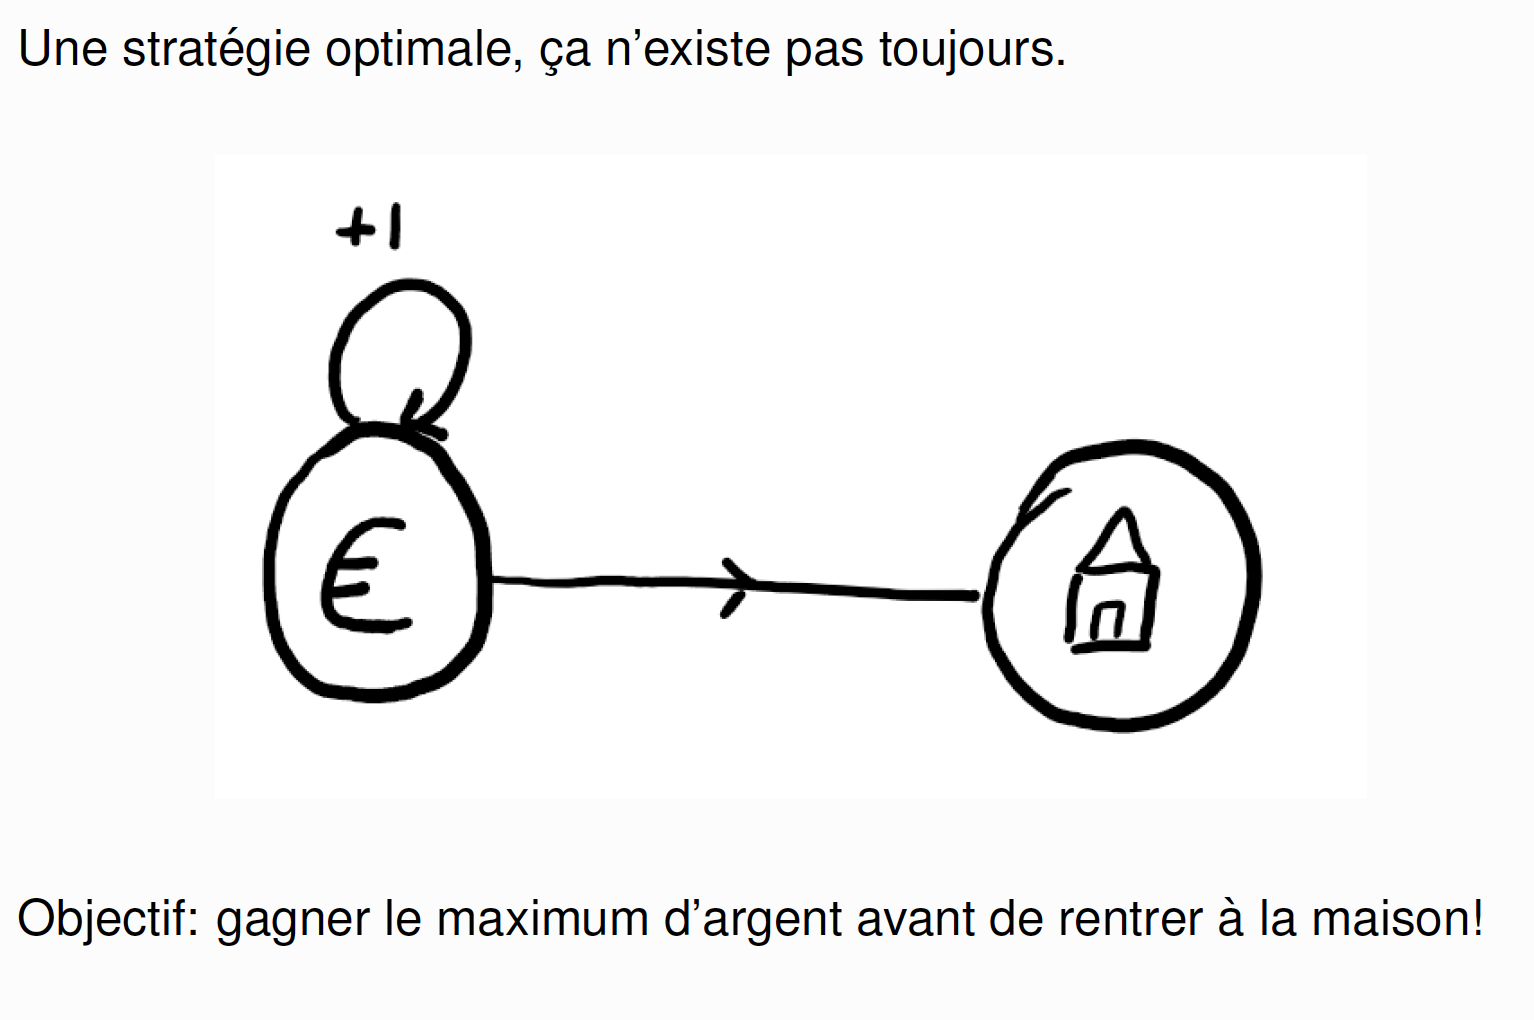 Une stratégie optimale, ça n'existe pas toujours.
+1
€
Objectif: gagner le maximum d'argent avant de rentrer à la maison!